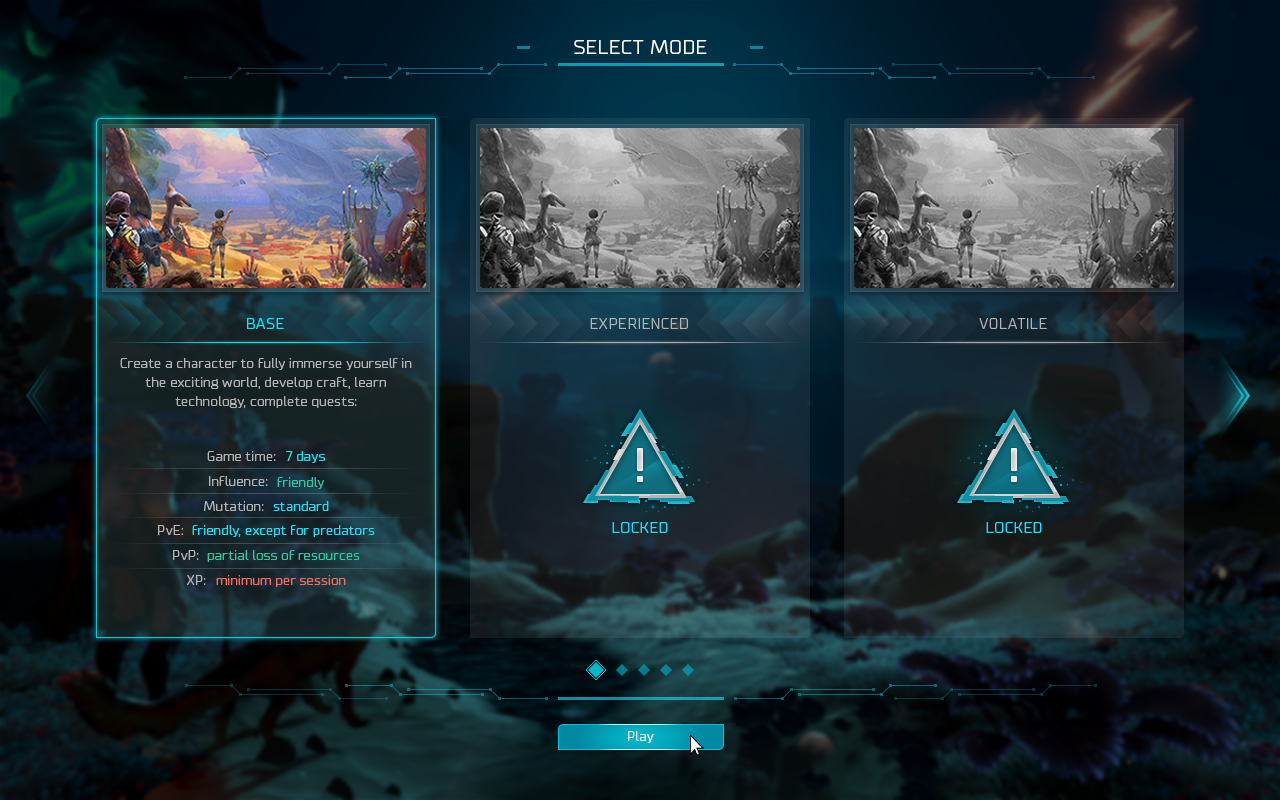 SELECT MODE
BASE
Create a character to fully immerse yourself in
the exciting world, develop craft, learn
technology, complete quests:
Game time: 7 days
Influence: friendly
Mutation: standard
PvE: friendly, except for predators
PvP: partial loss of resources
XP: minimum per session
EXPERIENCED
LOCKED
VOLATILE
LOCKED
Play